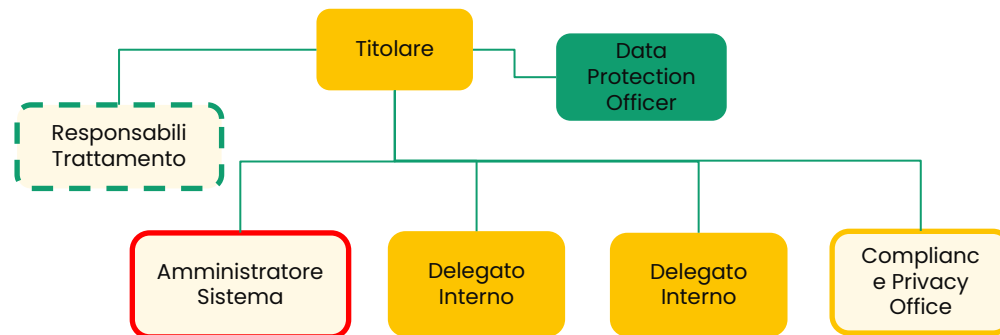 Titolare
Data
Protection
Officer
Responsabili
Trattamento
Amministratore
Sistema
Delegato
Interno
Delegato
Interno
Complianc
e Privacy
Office